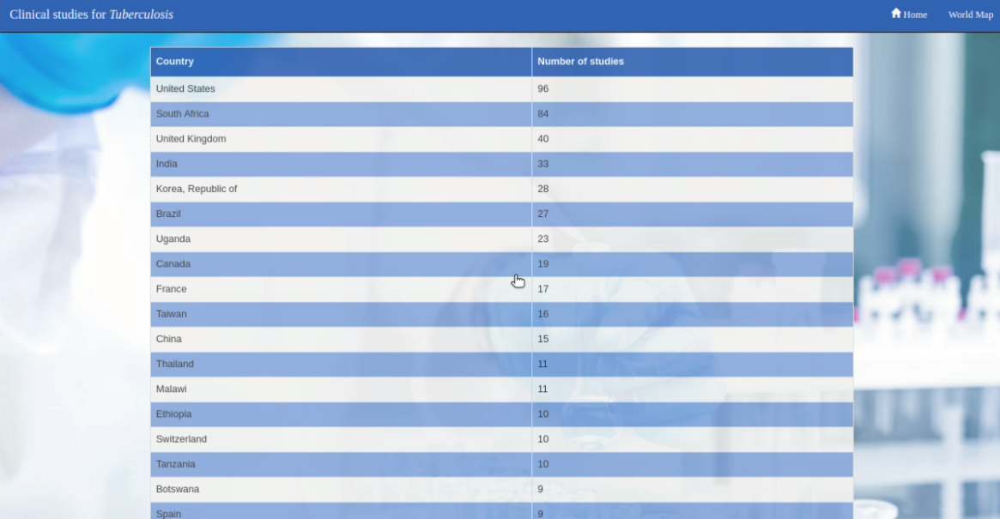 Clinical studies for Tuberculosis
Home World Map
Country Number of studies
United States 96
South Africa 84
United Kingdom 40
India 33
Korea, Republic of 28
Brazil 27
Uganda 23
Canada 19
France 17
Taiwan 16
China 15
Thailand 11
Malawi 11
Ethiopia 10
Switzerland 10
Tanzania 10
Botswana 9
Spain 9